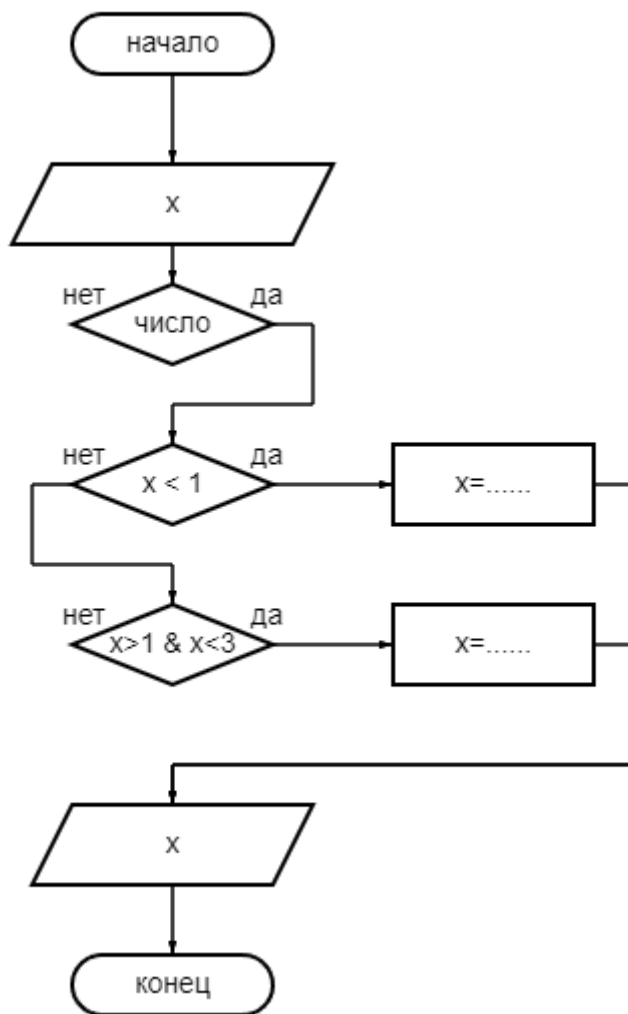 начало
x
нет
да
число
нет
да
x < 1
x=......
нет
да
x>1 & x<3
x=......
x
конец